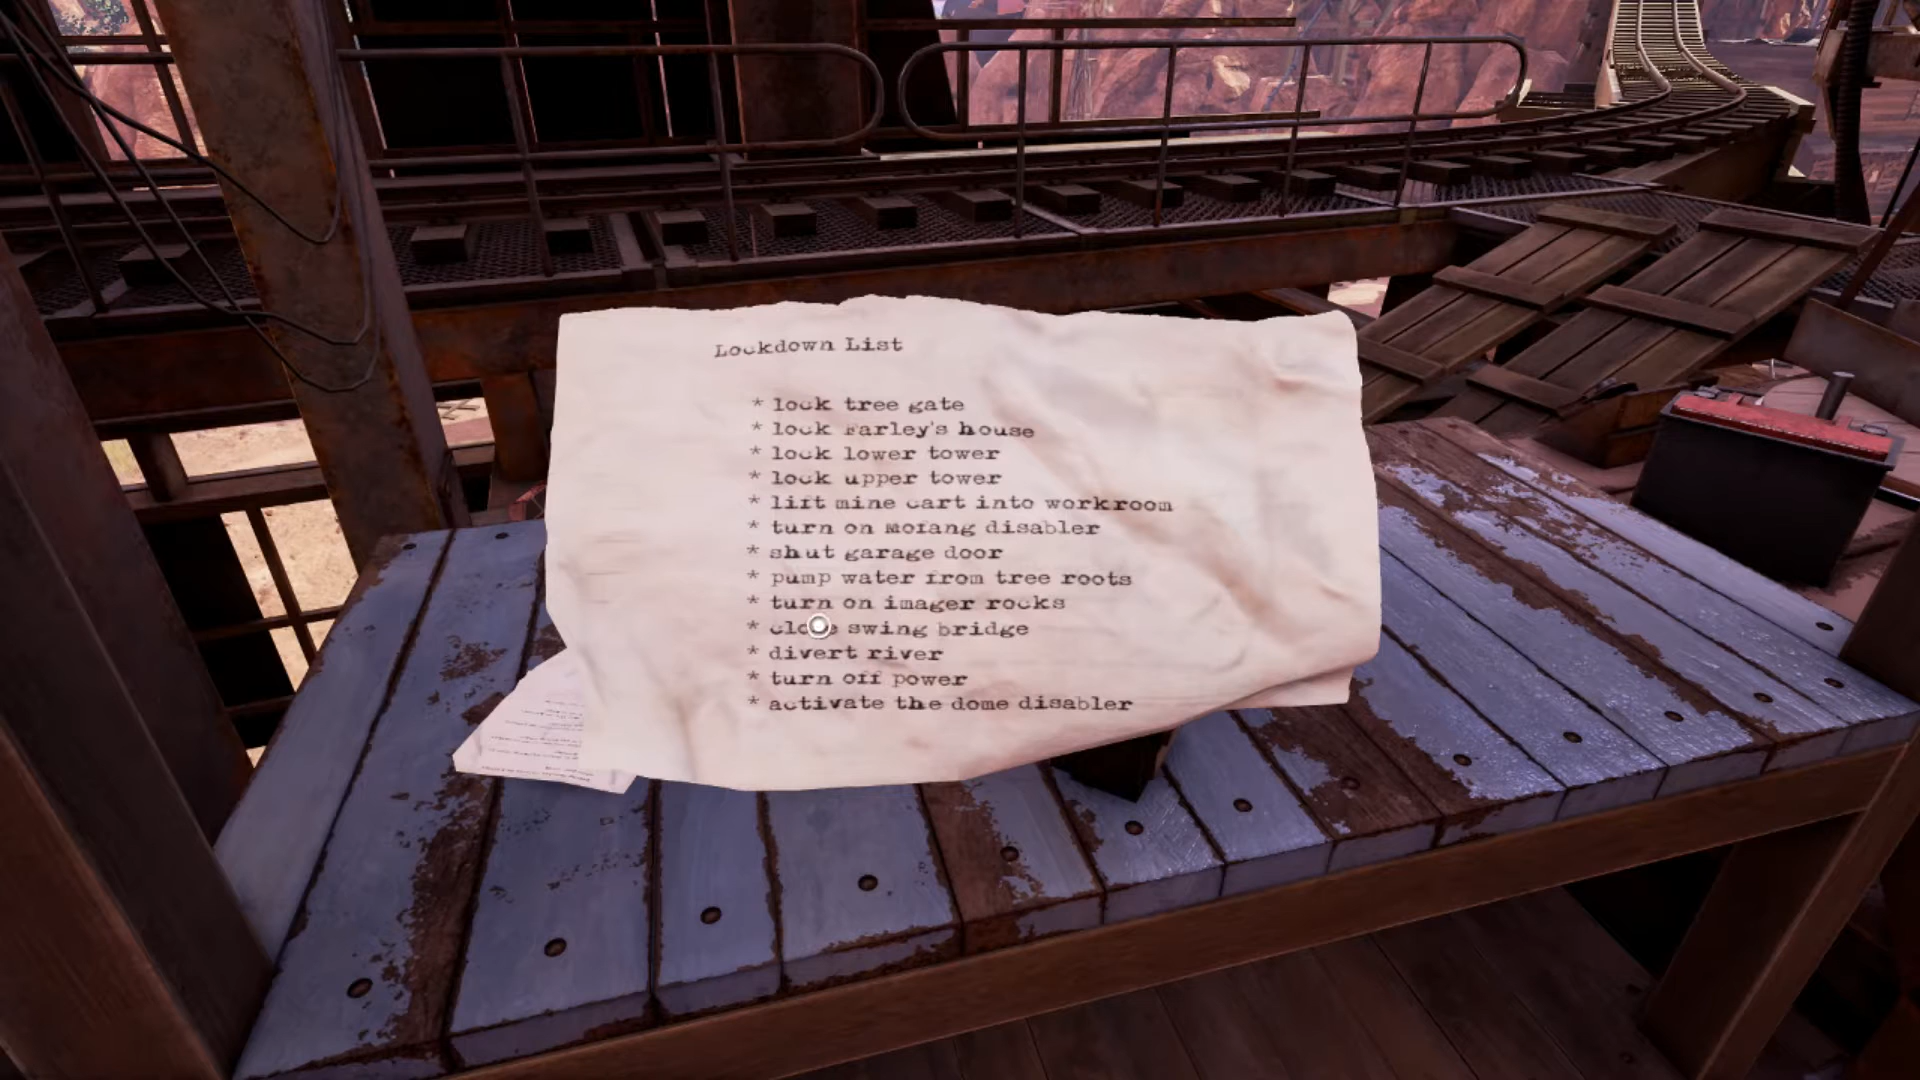 Lockdown List
* lock tree gate
* lock Farley's house
* lock lower tower
* lock upper tower
* lift mine cart into workroom
* turn on mofang disabler
* shut garage door
* pump water from tree roots
* turn on imager rocks
* close swing bridge
* divert river
* turn off power
* activate the dome disabler